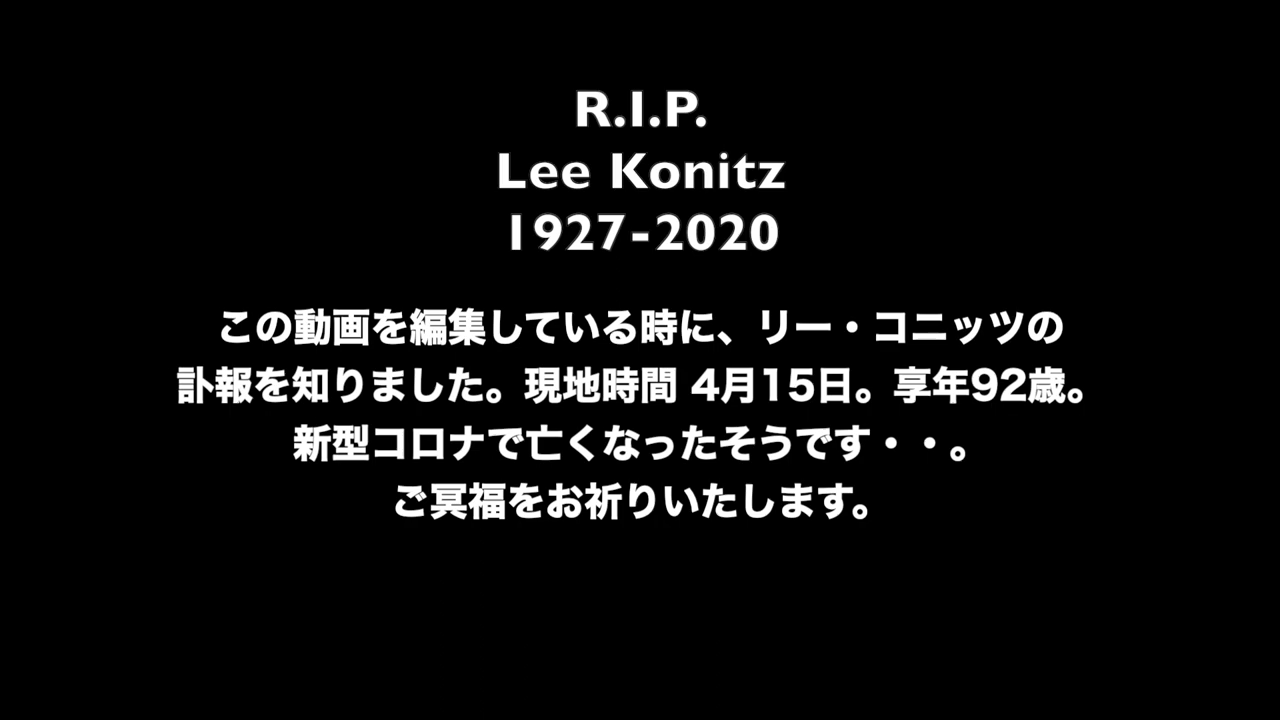 R.I.P.
Lee Konitz
1927-2020
この動画を編集している時に、リー・コニッツの
訃報を知りました。現地時間 4月15日。享年92歳。
新型コロナで亡くなったそうです・・。
ご冥福をお祈りいたします。